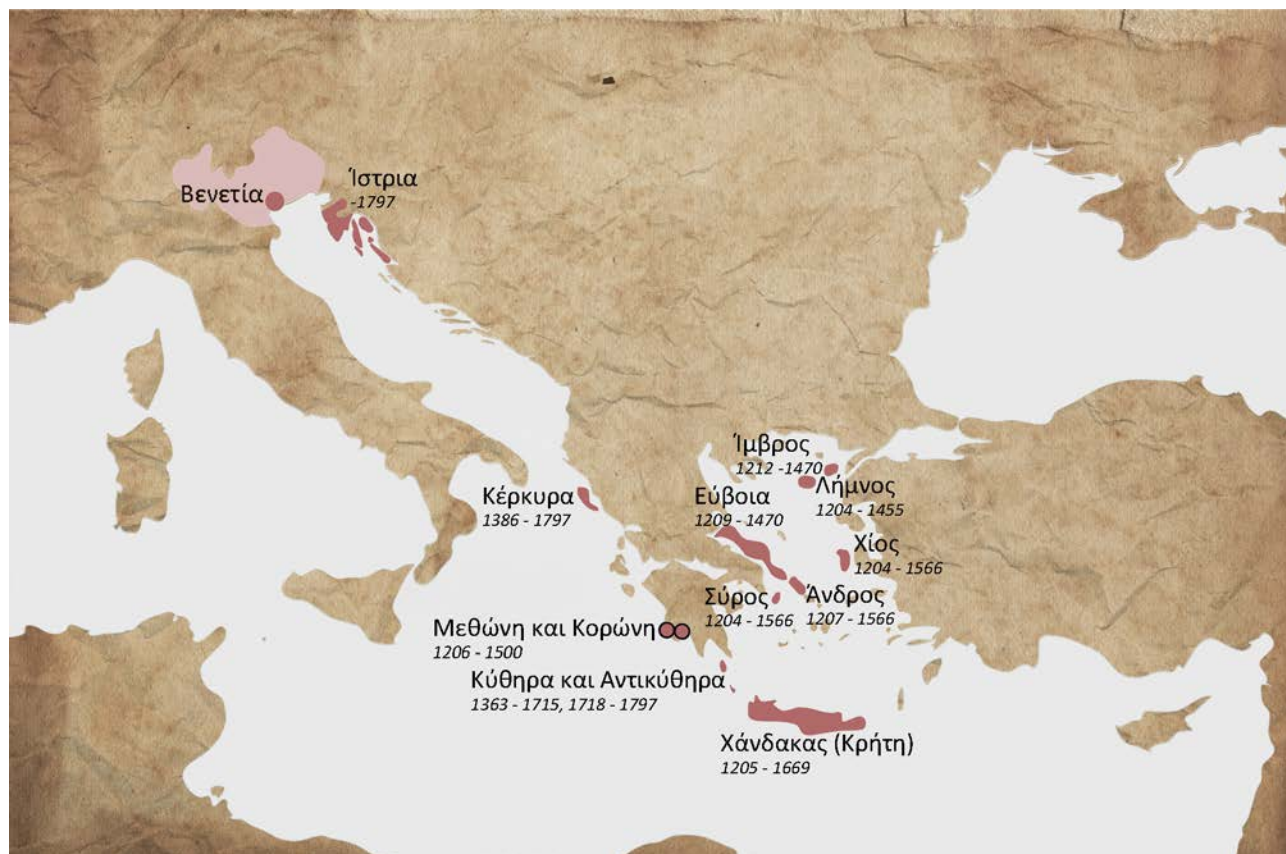 Βενετία
Ίστρια
-1797
Ίμβρος
1212 -1470
Λήμνος
1204 - 1455
Εύβοια
1209 - 1470
Κέρκυρα
1386 - 1797
Χίος
1204 - 1566
Σύρος
1204 - 1566
Άνδρος
1207 - 1566
Μεθώνη και Κορώνη
1206 - 1500
Κύθηρα και Αντικύθηρα
1363 - 1715, 1718 - 1797
Χάνδακας (Κρήτη)
1205 - 1669